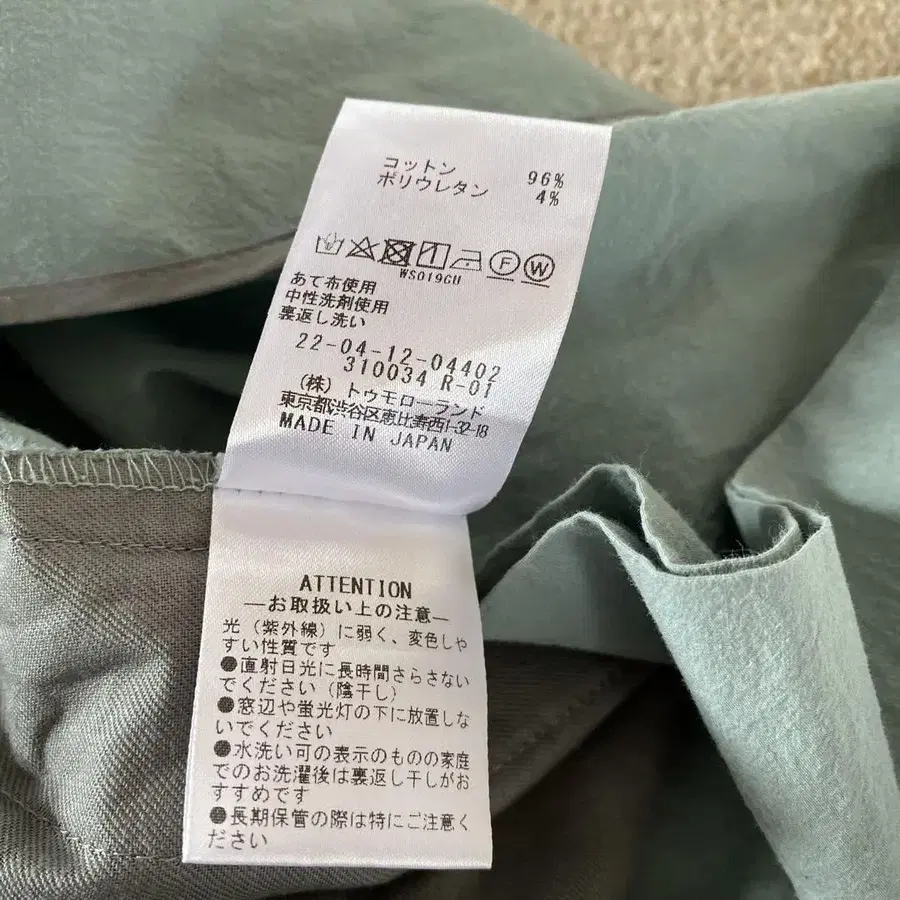 コットン 96%
ポリウレタン 4%
F W
WS019CU
あて布使用
中性洗剤使用
裏返し洗い
22-04-12-04402
310034 R-01
(株) トゥモローランド
東京都渋谷区恵比寿西1-32-18
MADE IN JAPAN
ATTENTION
―お取扱い上の注意―
光(紫外線)に弱く、変色しや
すい性質です
●直射日光に長時間さらさない
でください(陰干し)
●窓辺や蛍光灯の下に放置しな
いでください
●水洗い可の表示のものの家庭
でのお洗濯後は裏返し干しがお
すすめです
●長期保管の際は特にご注意く
ださい